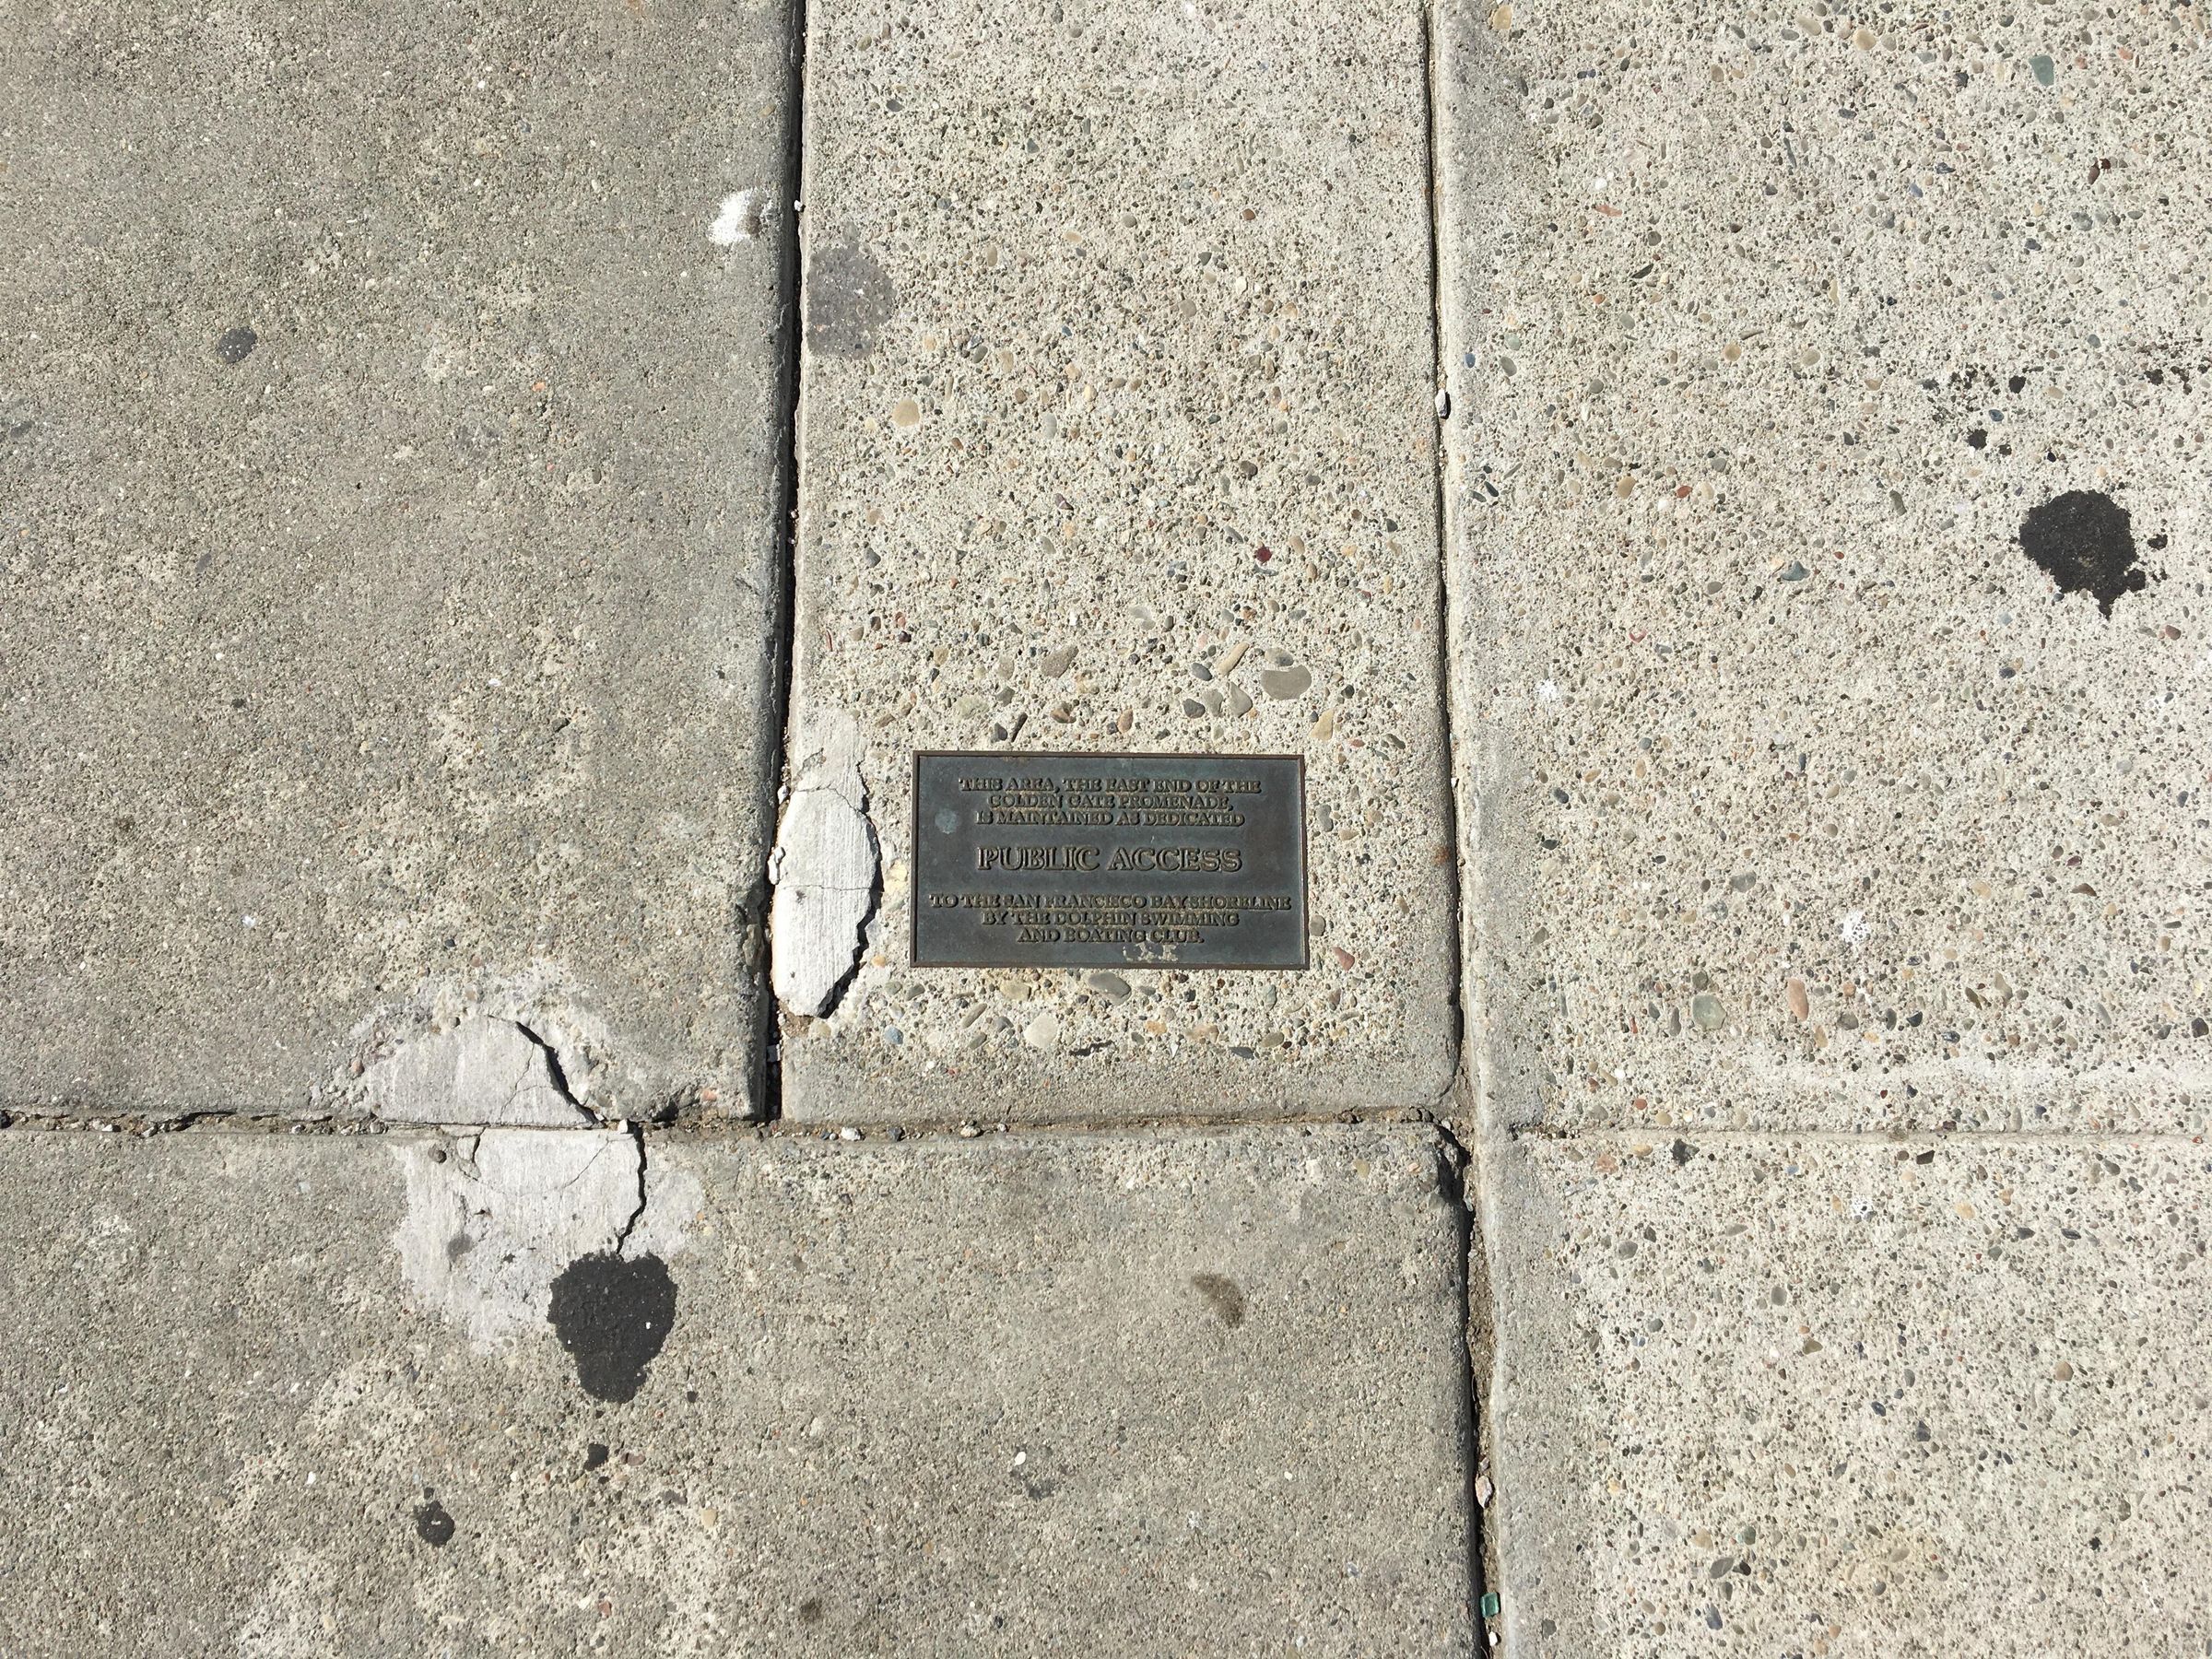 THIS AREA, THE EAST END OF THE
GOLDEN GATE PROMENADE,
IS MAINTAINED AS DEDICATED
PUBLIC ACCESS
TO THE SAN FRANCISCO BAY SHORELINE
BY THE DOLPHIN SWIMMING
AND BOATING CLUB.